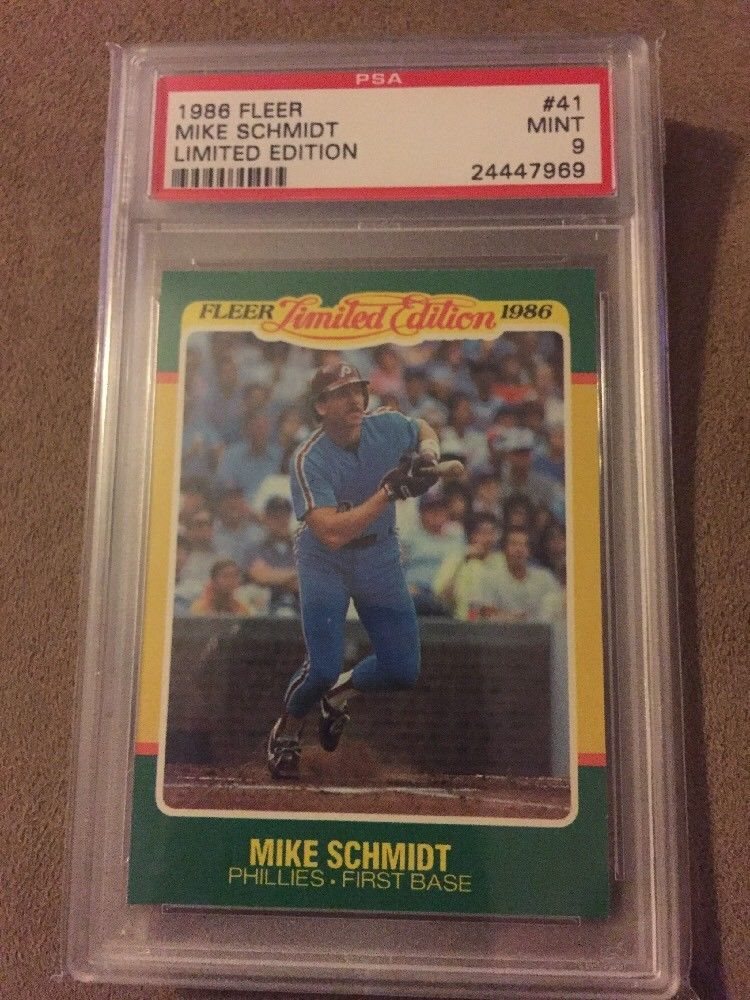 PSA
1986 FLEER #41
MIKE SCHMIDT MINT
LIMITED EDITION 9
24447969
FLEER Limited Edition 1986
P
MIKE SCHMIDT
PHILLIES · FIRST BASE